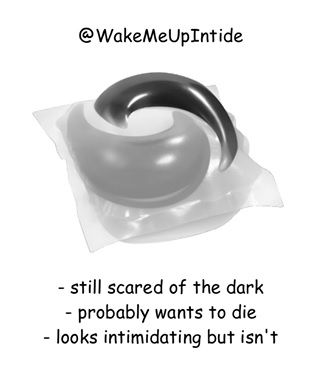 @WakeMeUpIntide
- still scared of the dark
- probably wants to die
- looks intimidating but isn't